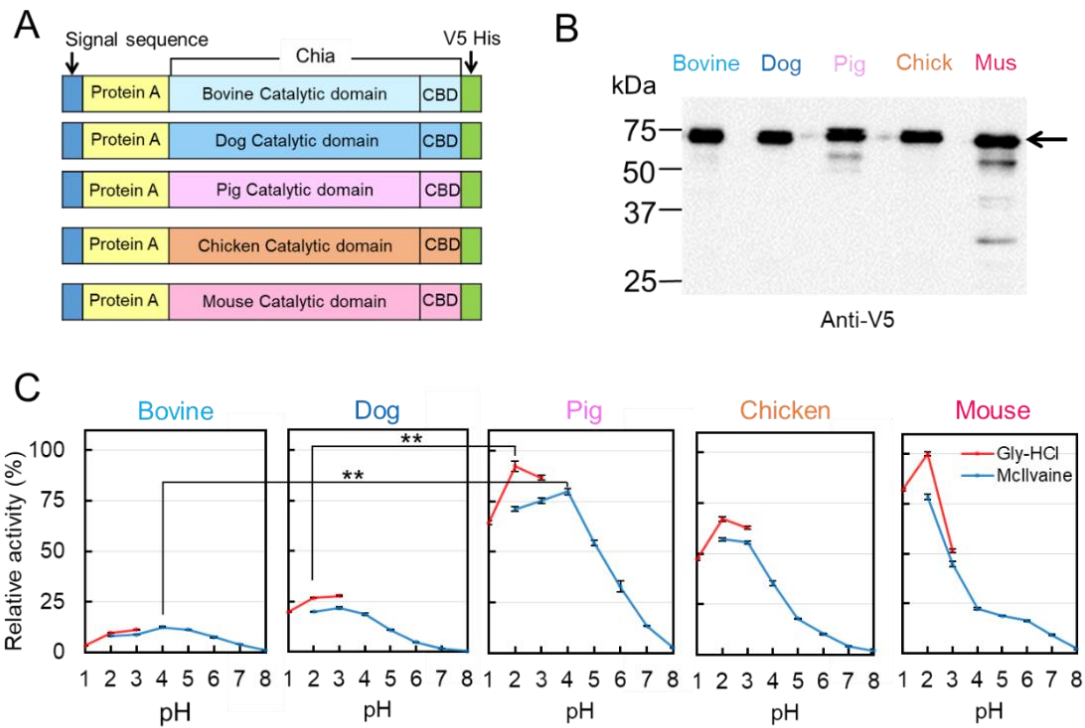 A
Signal sequence
Chia
V5 His
Protein A Bovine Catalytic domain CBD
Protein A Dog Catalytic domain CBD
Protein A Pig Catalytic domain CBD
Protein A Chicken Catalytic domain CBD
Protein A Mouse Catalytic domain CBD
B
Bovine Dog Pig Chick Mus
kDa
75
50
37
25
Anti-V5
C
Bovine Dog Pig Chicken Mouse
Relative activity (%)
100
75
50
25
0
**
**
Gly-HCl
McIlvaine
1 2 3 4 5 6 7 8 1 2 3 4 5 6 7 8 1 2 3 4 5 6 7 8 1 2 3 4 5 6 7 8 1 2 3 4 5 6 7 8
pH pH pH pH pH